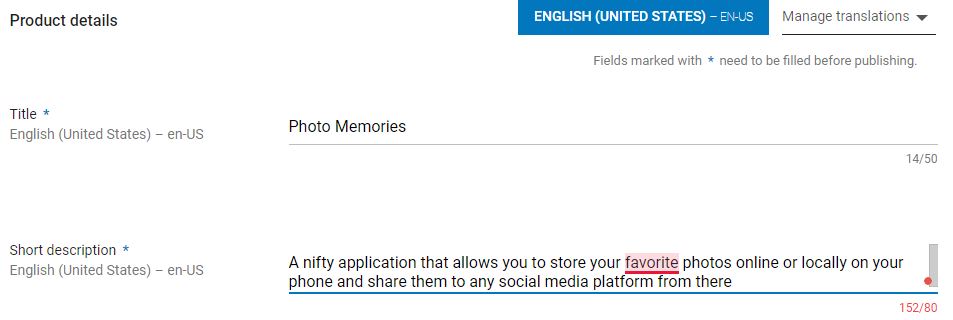 Product details
ENGLISH (UNITED STATES) – EN-US
Manage translations
Fields marked with * need to be filled before publishing.
Title *
English (United States) – en-US
Photo Memories
14/50
Short description *
English (United States) – en-US
A nifty application that allows you to store your favorite photos online or locally on your
phone and share them to any social media platform from there
152/80